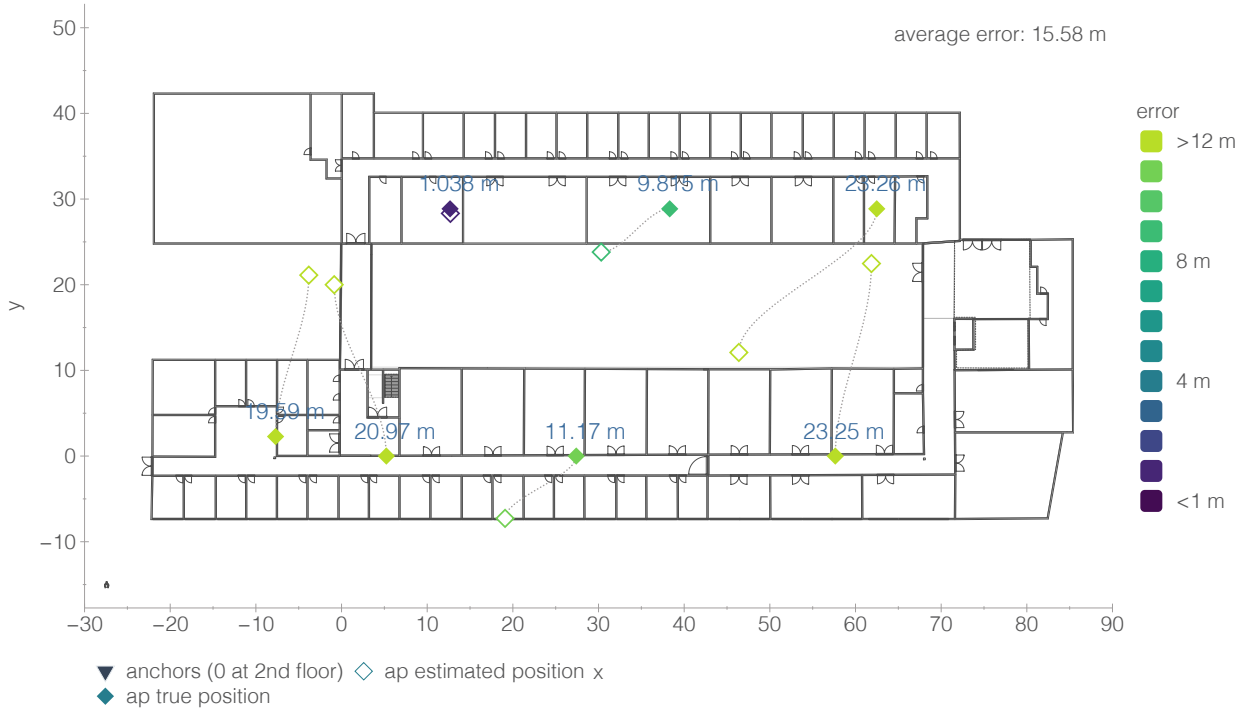 average error: 15.58 m
50
40
30
20
10
0
−10
y
−30
−20
−10
0
10
20
30
40
50
60
70
80
90
x
1.038 m
9.815 m
23.26 m
19.59 m
20.97 m
11.17 m
23.25 m
error
>12 m
8 m
4 m
<1 m
anchors (0 at 2nd floor)
ap estimated position
ap true position